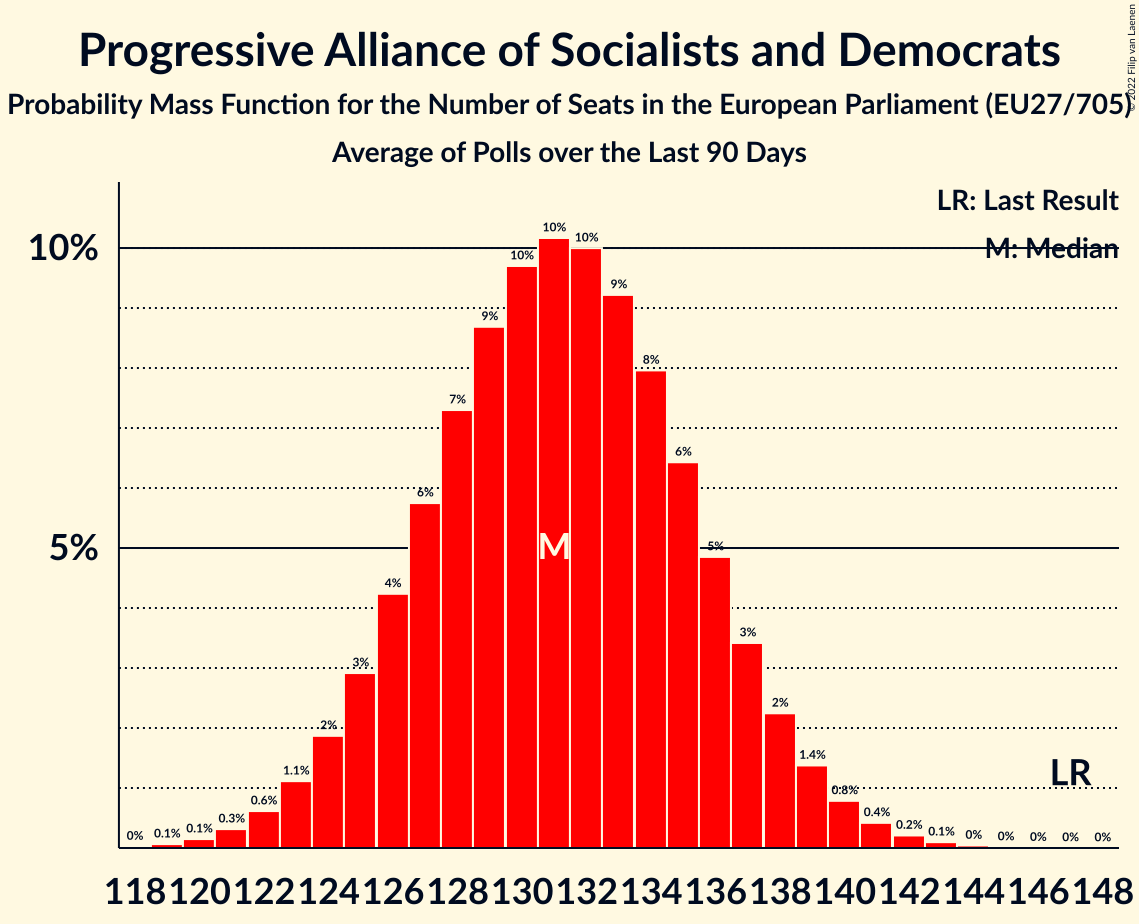 Progressive Alliance of Socialists and Democrats
Probability Mass Function for the Number of Seats in the European Parliament (EU27/705)
Average of Polls over the Last 90 Days
© 2022 Filip van Laenen
LR: Last Result
M: Median
10%
5%
0% 0.1% 0.1% 0.3% 0.6% 1.1% 2% 3% 4% 6% 7% 9% 10% 10% 10% 9% 8% 6% 5% 3% 2% 1.4% 0.8% 0.4% 0.2% 0.1% 0% 0% 0% 0% 0%
M
LR
118 120 122 124 126 128 130 132 134 136 138 140 142 144 146 148